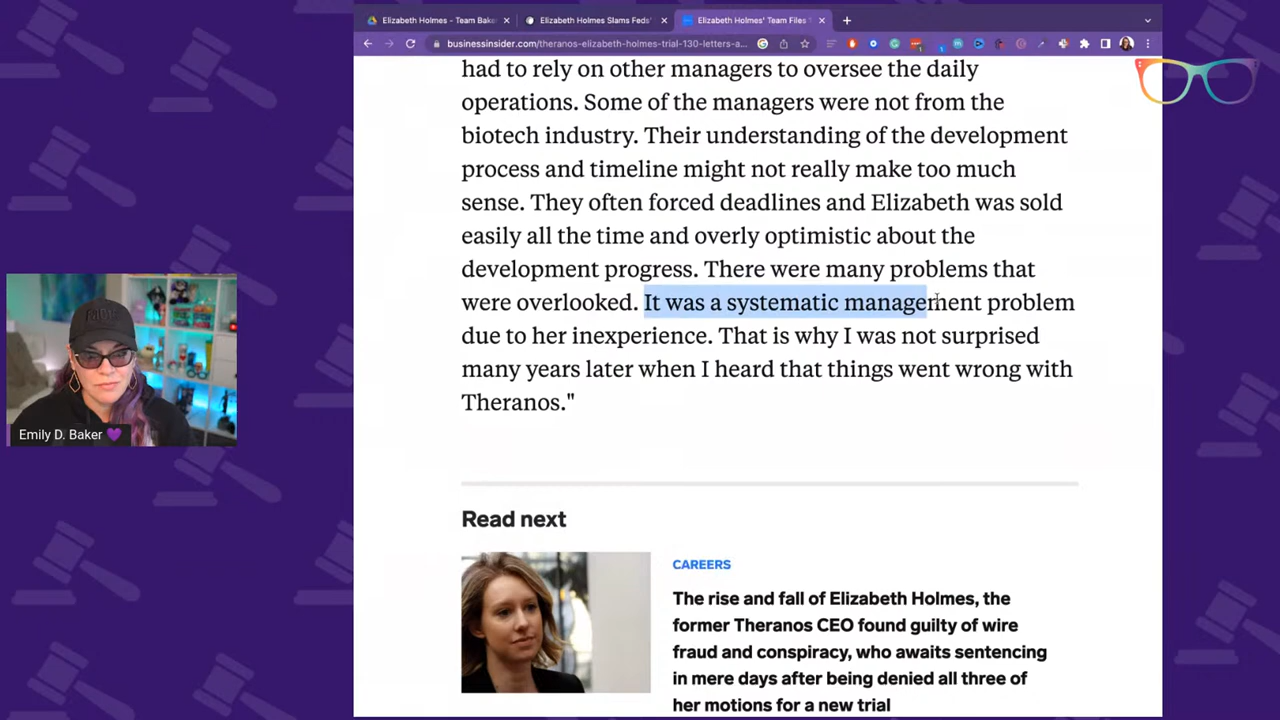 Elizabeth Holmes - Team Bake
Elizabeth Holmes Slams Feds'
Elizabeth Holmes' Team Files
businessinsider.com/theranos-elizabeth-holmes-trial-130-letters-a...
had to rely on other managers to oversee the daily
operations. Some of the managers were not from the
biotech industry. Their understanding of the development
process and timeline might not really make too much
sense. They often forced deadlines and Elizabeth was sold
easily all the time and overly optimistic about the
development progress. There were many problems that
were overlooked. It was a systematic management problem
due to her inexperience. That is why I was not surprised
many years later when I heard that things went wrong with
Theranos."
Emily D. Baker 💜
Read next
CAREERS
The rise and fall of Elizabeth Holmes, the
former Theranos CEO found guilty of wire
fraud and conspiracy, who awaits sentencing
in mere days after being denied all three of
her motions for a new trial